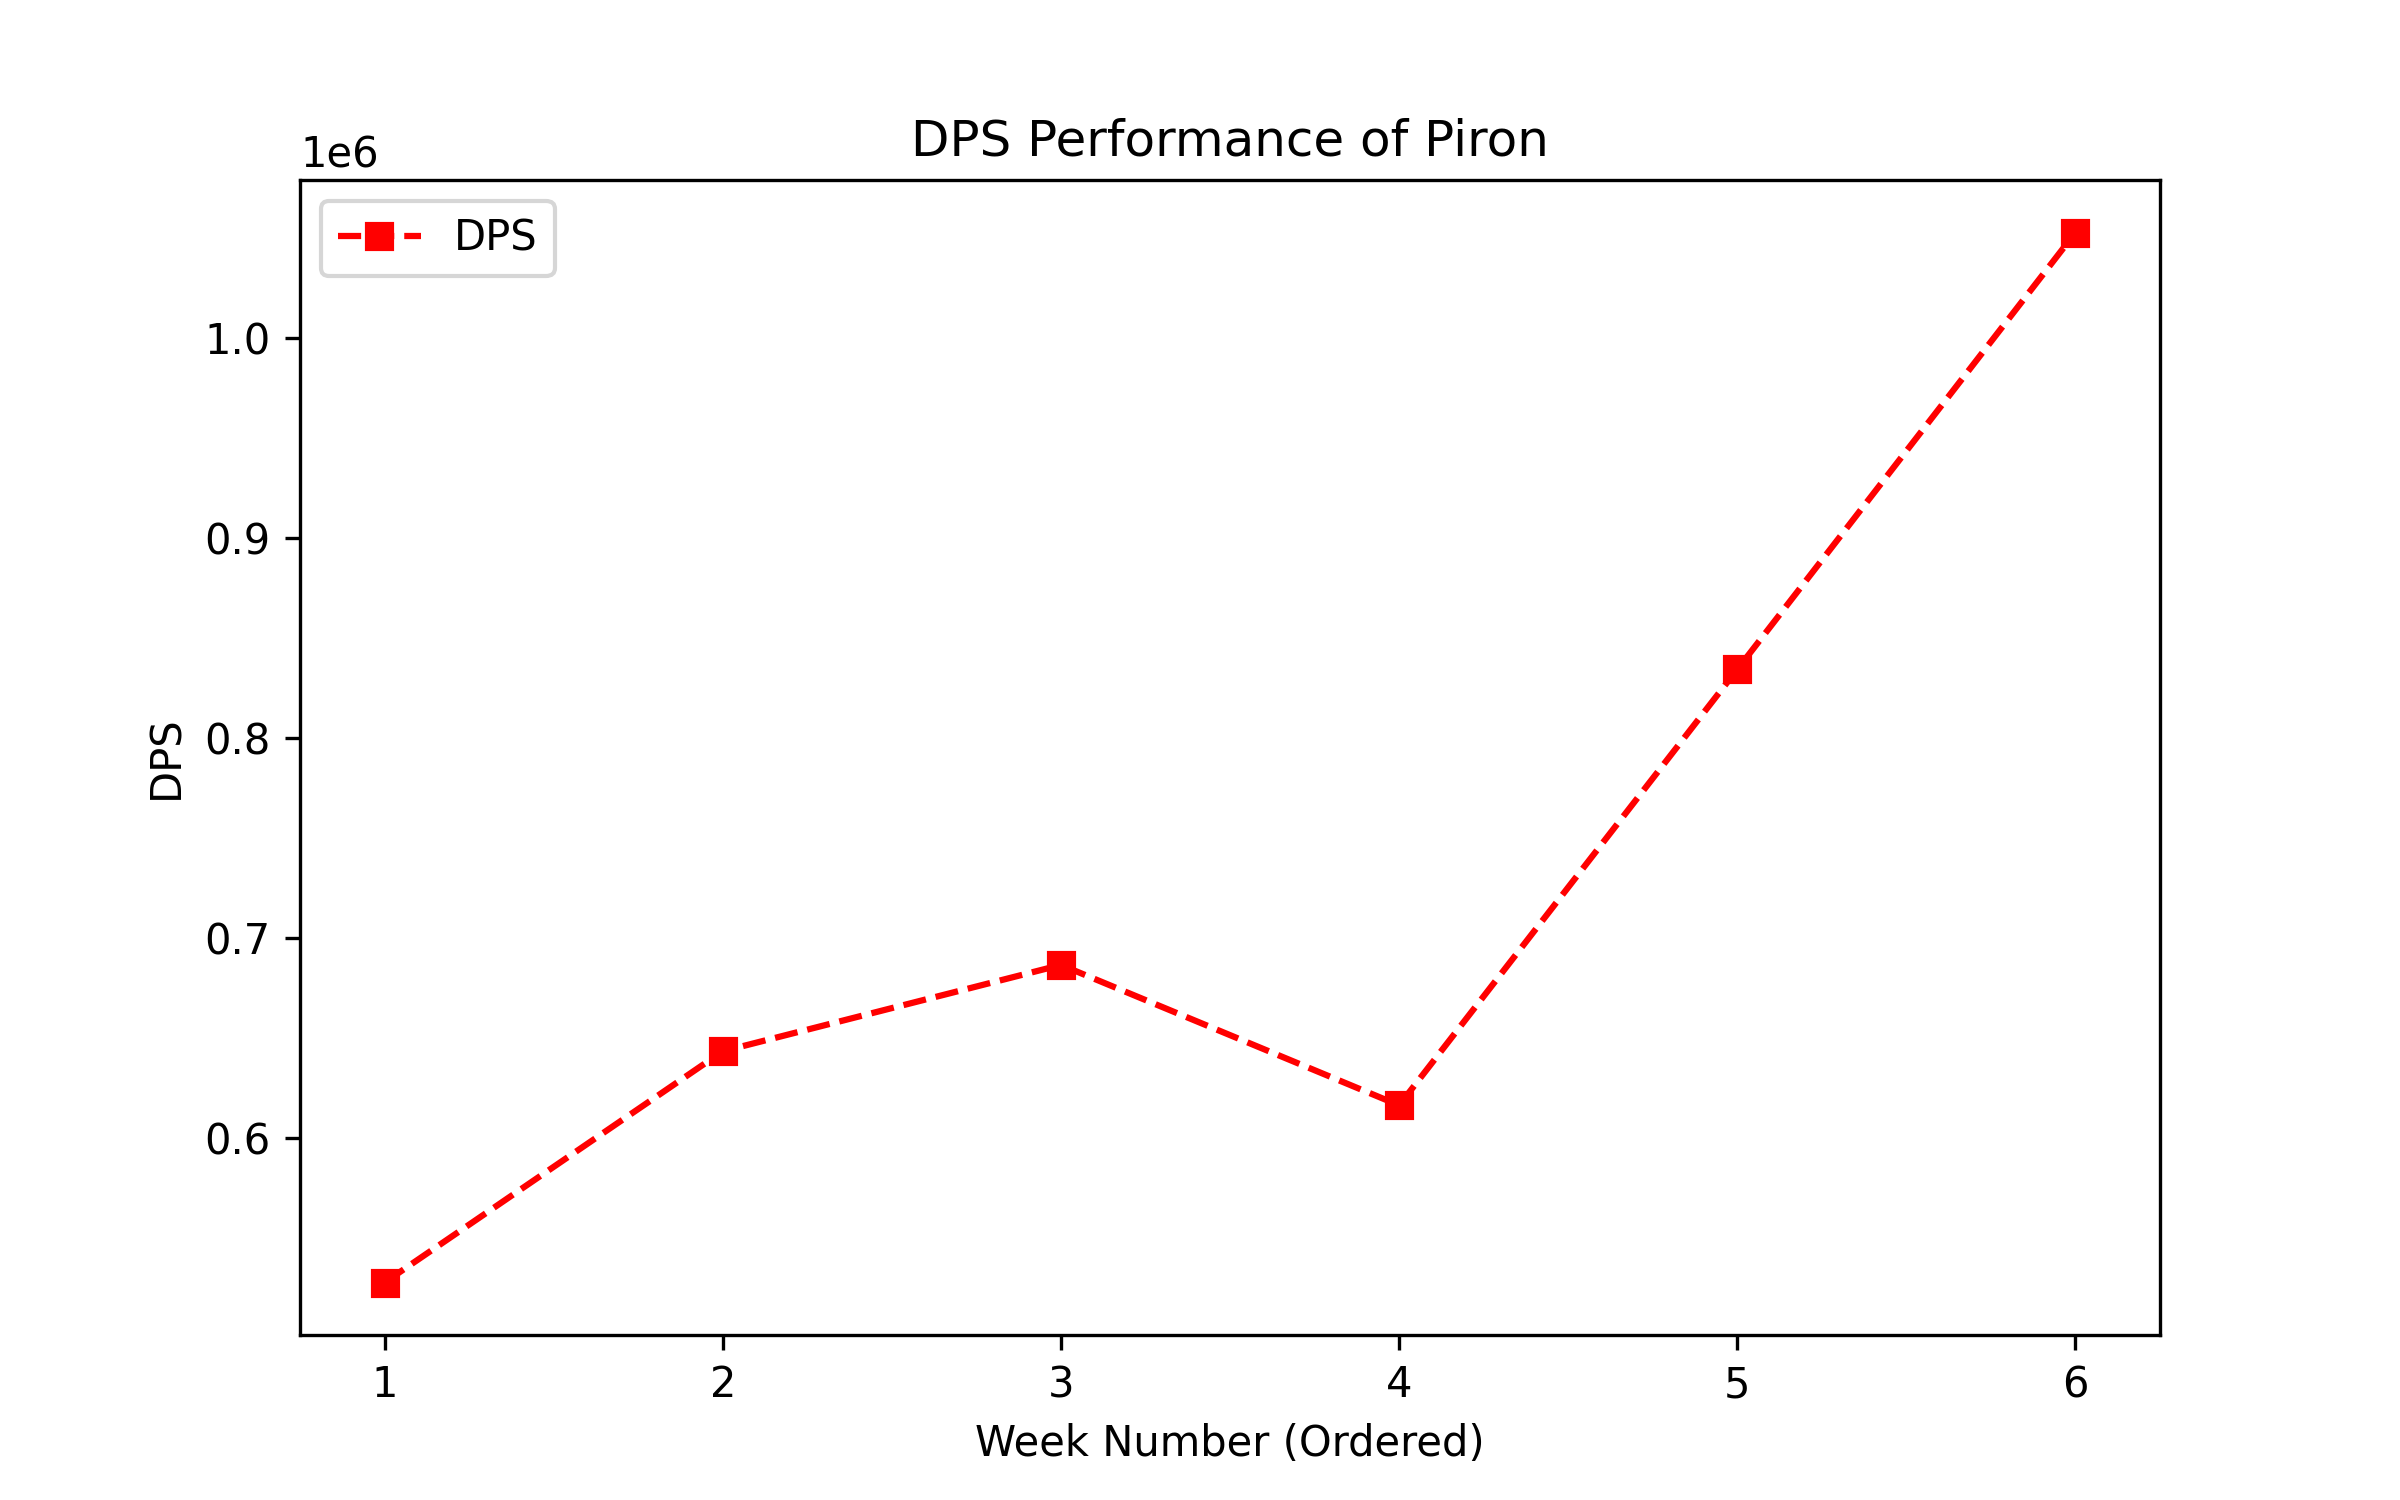 DPS Performance of Piron
1e6
DPS
1.0
0.9
0.8
0.7
0.6
DPS
1 2 3 4 5 6
Week Number (Ordered)